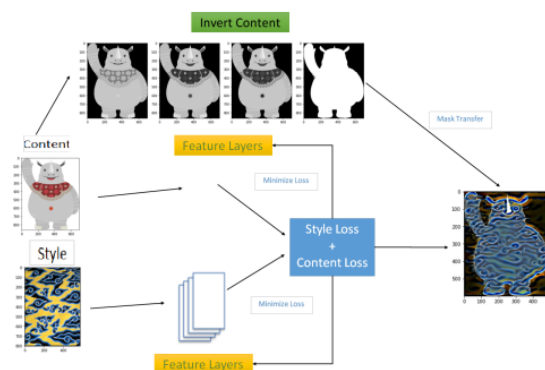 Invert Content
Mask Transfer
Content
Feature Layers
Minimize Loss
Style Loss
+
Content Loss
Style
Minimize Loss
Feature Layers